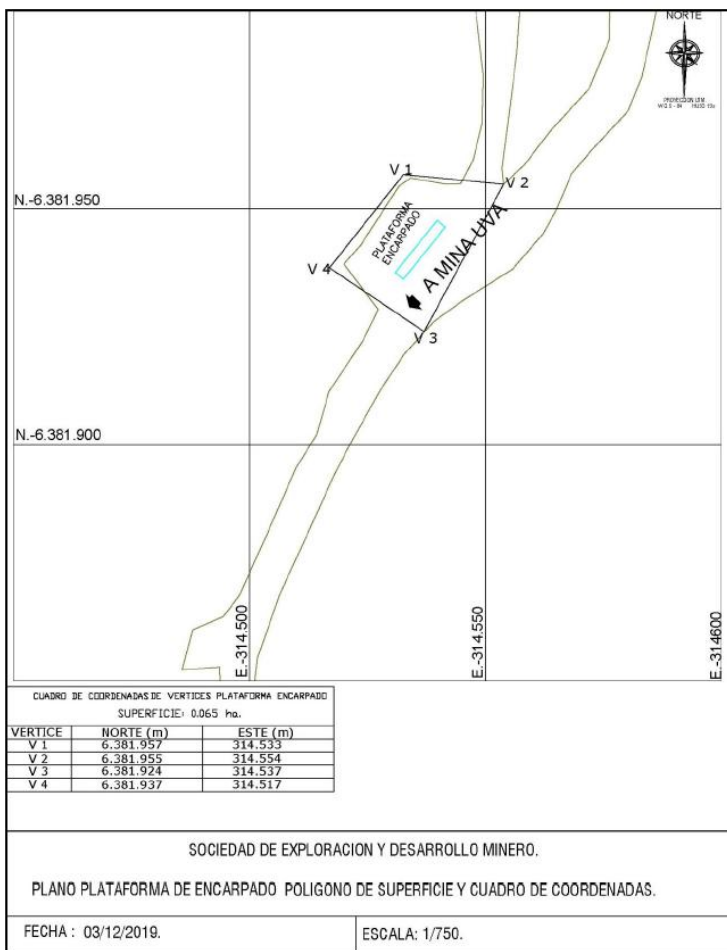 NORTE
PROYECCION UTM
V 1
V 2
N.-6.381.950
PLATAFORMA
ENCARPADO
A MINA UVA
V 4
V 3
N.-6.381.900
E.-314.500
E.-314.550
E.-314600
CUADRO DE COORDENADAS DE VERTICES PLATAFORMA ENCARPADO
SUPERFICIE: 0.065 ha.
VERTICE NORTE (m) ESTE (m)
V 1 6.381.957 314.533
V 2 6.381.955 314.554
V 3 6.381.924 314.537
V 4 6.381.937 314.517
SOCIEDAD DE EXPLORACION Y DESARROLLO MINERO.
PLANO PLATAFORMA DE ENCARPADO POLIGONO DE SUPERFICIE Y CUADRO DE COORDENADAS.
FECHA : 03/12/2019.
ESCALA: 1/750.